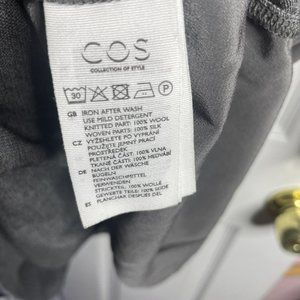 COS
COLLECTION OF STYLE
30 P
GB IRON AFTER WASH
USE MILD DETERGENT
KNITTED PART: 100% WOOL
WOVEN PARTS: 100% SILK
CZ VYŽEHLETE PO VYPRÁNÍ
POUŽIJTE JEMNÝ PRACÍ
PROSTŘEDEK
PLETENÁ ČÁST: 100% VLNA
TKANÉ ČÁSTI: 100% HEDVÁBÍ
DE NACH DER WÄSCHE
BÜGELN
FEINWASCHMITTEL
VERWENDEN
STRICKTEIL: 100% WOLLE
GEWEBTE TEILE: 100% SEIDE
ES PLANCHAR DESPUÉS DEL